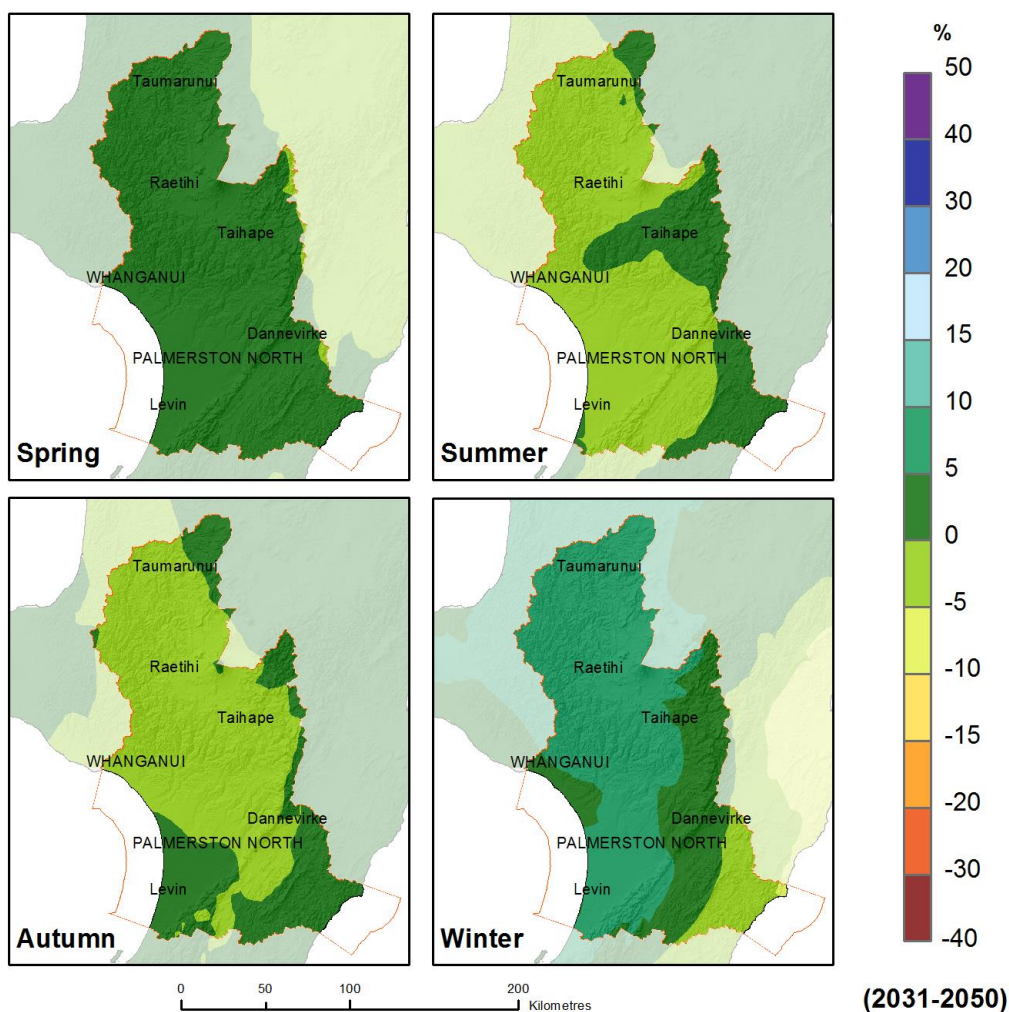 Taumarunui
Raetihi
Taihape
WHANGANUI
Dannevirke
PALMERSTON NORTH
Levin
Spring
Taumarunui
Raetihi
Taihape
WHANGANUI
Dannevirke
PALMERSTON NORTH
Levin
Summer
%
50
40
30
20
15
10
5
0
-5
-10
-15
-20
-30
-40
Taumarunui
Raetihi
Taihape
WHANGANUI
Dannevirke
PALMERSTON NORTH
Levin
Autumn
Taumarunui
Raetihi
Taihape
WHANGANUI
Dannevirke
PALMERSTON NORTH
Levin
Winter
0 50 100 200
Kilometres
(2031-2050)